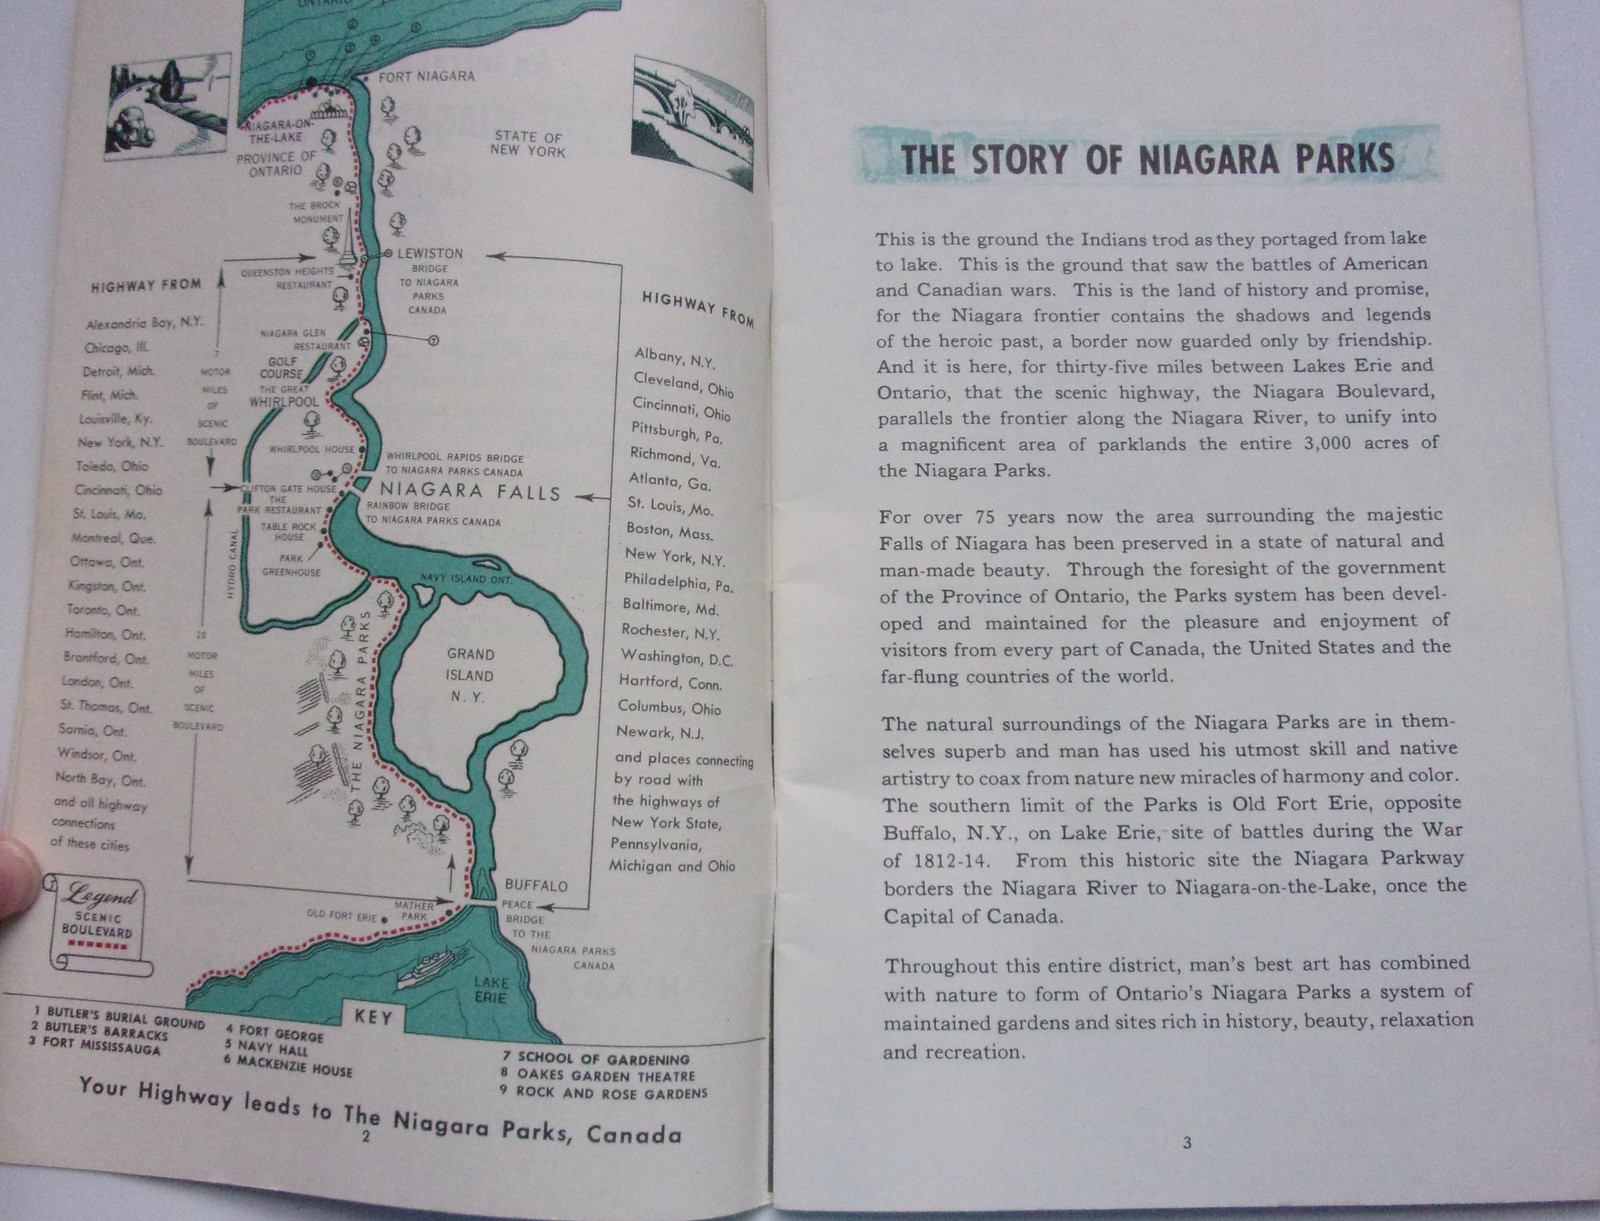 ONTARIO
FORT NIAGARA
NIAGARA-ON-
THE-LAKE
PROVINCE OF
ONTARIO
STATE OF
NEW YORK
THE BROCK
MONUMENT
LEWISTON
BRIDGE
TO NIAGARA
PARKS
CANADA
QUEENSTON HEIGHTS
RESTAURANT
NIAGARA GLEN
RESTAURANT
7
GOLF
COURSE
THE GREAT
WHIRLPOOL
WHIRLPOOL HOUSE
WHIRLPOOL RAPIDS BRIDGE
TO NIAGARA PARKS CANADA
CLIFTON GATE HOUSE
NIAGARA FALLS
THE
PARK RESTAURANT
RAINBOW BRIDGE
TO NIAGARA PARKS CANADA
TABLE ROCK
HOUSE
PARK
GREENHOUSE
HYDRO CANAL
NAVY ISLAND ONT.
THE NIAGARA PARKS
GRAND
ISLAND
N. Y.
BUFFALO
PEACE
BRIDGE
TO THE
NIAGARA PARKS
CANADA
MATHER
PARK
OLD FORT ERIE
LAKE
ERIE
HIGHWAY FROM
Alexandria Bay, N.Y.
Chicago, Ill.
Detroit, Mich.
Flint, Mich.
Louisville, Ky.
New York, N.Y.
Toledo, Ohio
Cincinnati, Ohio
St. Louis, Mo.
Montreal, Que.
Ottawa, Ont.
Kingston, Ont.
Toronto, Ont.
Hamilton, Ont.
Brantford, Ont.
London, Ont.
St. Thomas, Ont.
Sarnia, Ont.
Windsor, Ont.
North Bay, Ont.
and all highway
connections
of these cities
7
MOTOR
MILES
OF
SCENIC
BOULEVARD
28
MOTOR
MILES
OF
SCENIC
BOULEVARD
HIGHWAY FROM
Albany, N.Y.
Cleveland, Ohio
Cincinnati, Ohio
Pittsburgh, Pa.
Richmond, Va.
Atlanta, Ga.
St. Louis, Mo.
Boston, Mass.
New York, N.Y.
Philadelphia, Pa.
Baltimore, Md.
Rochester, N.Y.
Washington, D.C.
Hartford, Conn.
Columbus, Ohio
Newark, N.J.
and places connecting
by road with
the highways of
New York State,
Pennsylvania,
Michigan and Ohio
Legend
SCENIC
BOULEVARD
KEY
1 BUTLER'S BURIAL GROUND
2 BUTLER'S BARRACKS
3 FORT MISSISSAUGA
4 FORT GEORGE
5 NAVY HALL
6 MACKENZIE HOUSE
7 SCHOOL OF GARDENING
8 OAKES GARDEN THEATRE
9 ROCK AND ROSE GARDENS
Your Highway leads to The Niagara Parks, Canada
2
THE STORY OF NIAGARA PARKS
This is the ground the Indians trod as they portaged from lake
to lake. This is the ground that saw the battles of American
and Canadian wars. This is the land of history and promise,
for the Niagara frontier contains the shadows and legends
of the heroic past, a border now guarded only by friendship.
And it is here, for thirty-five miles between Lakes Erie and
Ontario, that the scenic highway, the Niagara Boulevard,
parallels the frontier along the Niagara River, to unify into
a magnificent area of parklands the entire 3,000 acres of
the Niagara Parks.
For over 75 years now the area surrounding the majestic
Falls of Niagara has been preserved in a state of natural and
man-made beauty. Through the foresight of the government
of the Province of Ontario, the Parks system has been devel-
oped and maintained for the pleasure and enjoyment of
visitors from every part of Canada, the United States and the
far-flung countries of the world.
The natural surroundings of the Niagara Parks are in them-
selves superb and man has used his utmost skill and native
artistry to coax from nature new miracles of harmony and color.
The southern limit of the Parks is Old Fort Erie, opposite
Buffalo, N.Y., on Lake Erie, site of battles during the War
of 1812-14. From this historic site the Niagara Parkway
borders the Niagara River to Niagara-on-the-Lake, once the
Capital of Canada.
Throughout this entire district, man's best art has combined
with nature to form of Ontario's Niagara Parks a system of
maintained gardens and sites rich in history, beauty, relaxation
and recreation.
3